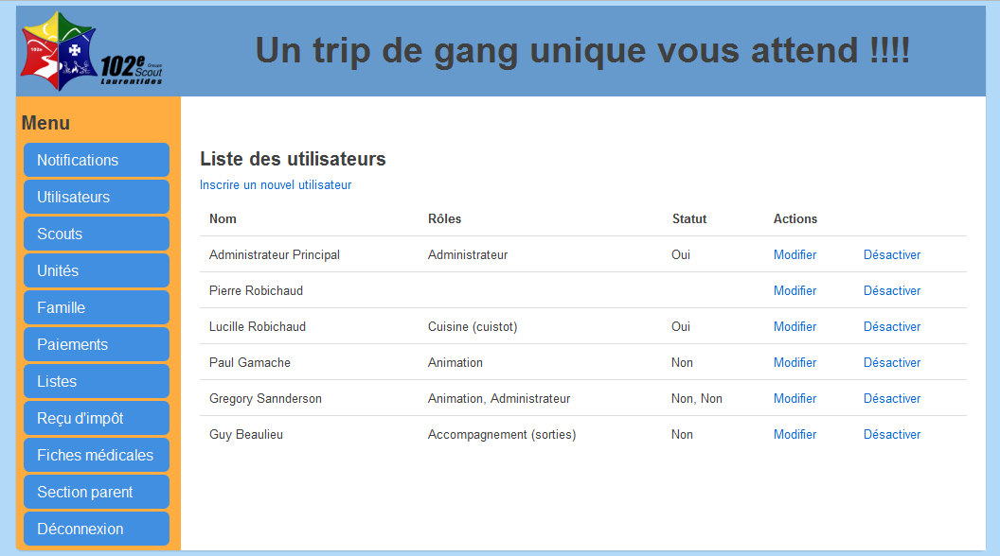 Un trip de gang unique vous attend !!!!
102e Groupe Scout Laurentides
Menu
Notifications
Utilisateurs
Scouts
Unités
Famille
Paiements
Listes
Reçu d'impôt
Fiches médicales
Section parent
Déconnexion
Liste des utilisateurs
Inscrire un nouvel utilisateur
Nom Rôles Statut Actions
Administrateur Principal Administrateur Oui Modifier Désactiver
Pierre Robichaud Modifier Désactiver
Lucille Robichaud Cuisine (cuistot) Oui Modifier Désactiver
Paul Gamache Animation Non Modifier Désactiver
Gregory Sannderson Animation, Administrateur Non, Non Modifier Désactiver
Guy Beaulieu Accompagnement (sorties) Non Modifier Désactiver